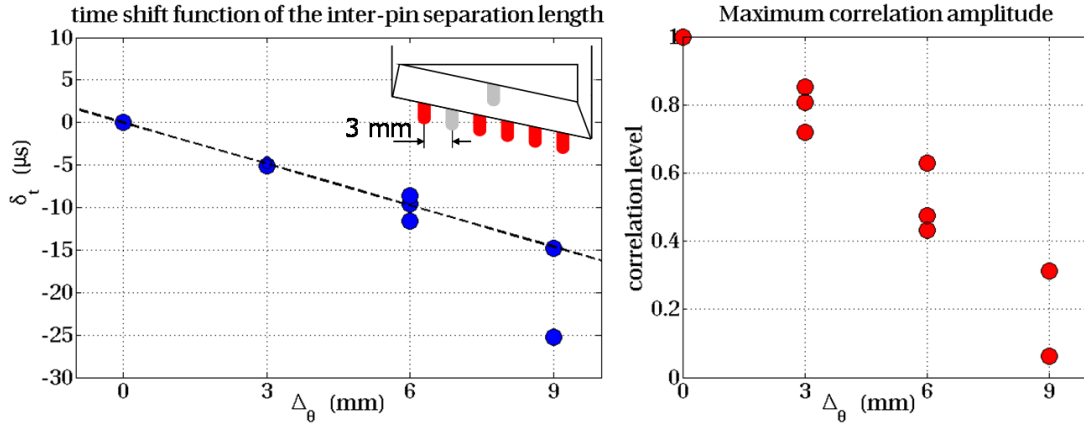 time shift function of the inter-pin separation length
10
5
0
-5
-10
-15
-20
-25
-30
δt (μs)
3 mm
0 3 6 9
Δθ (mm)
Maximum correlation amplitude
1
0.8
0.6
0.4
0.2
0
correlation level
0 3 6 9
Δθ (mm)